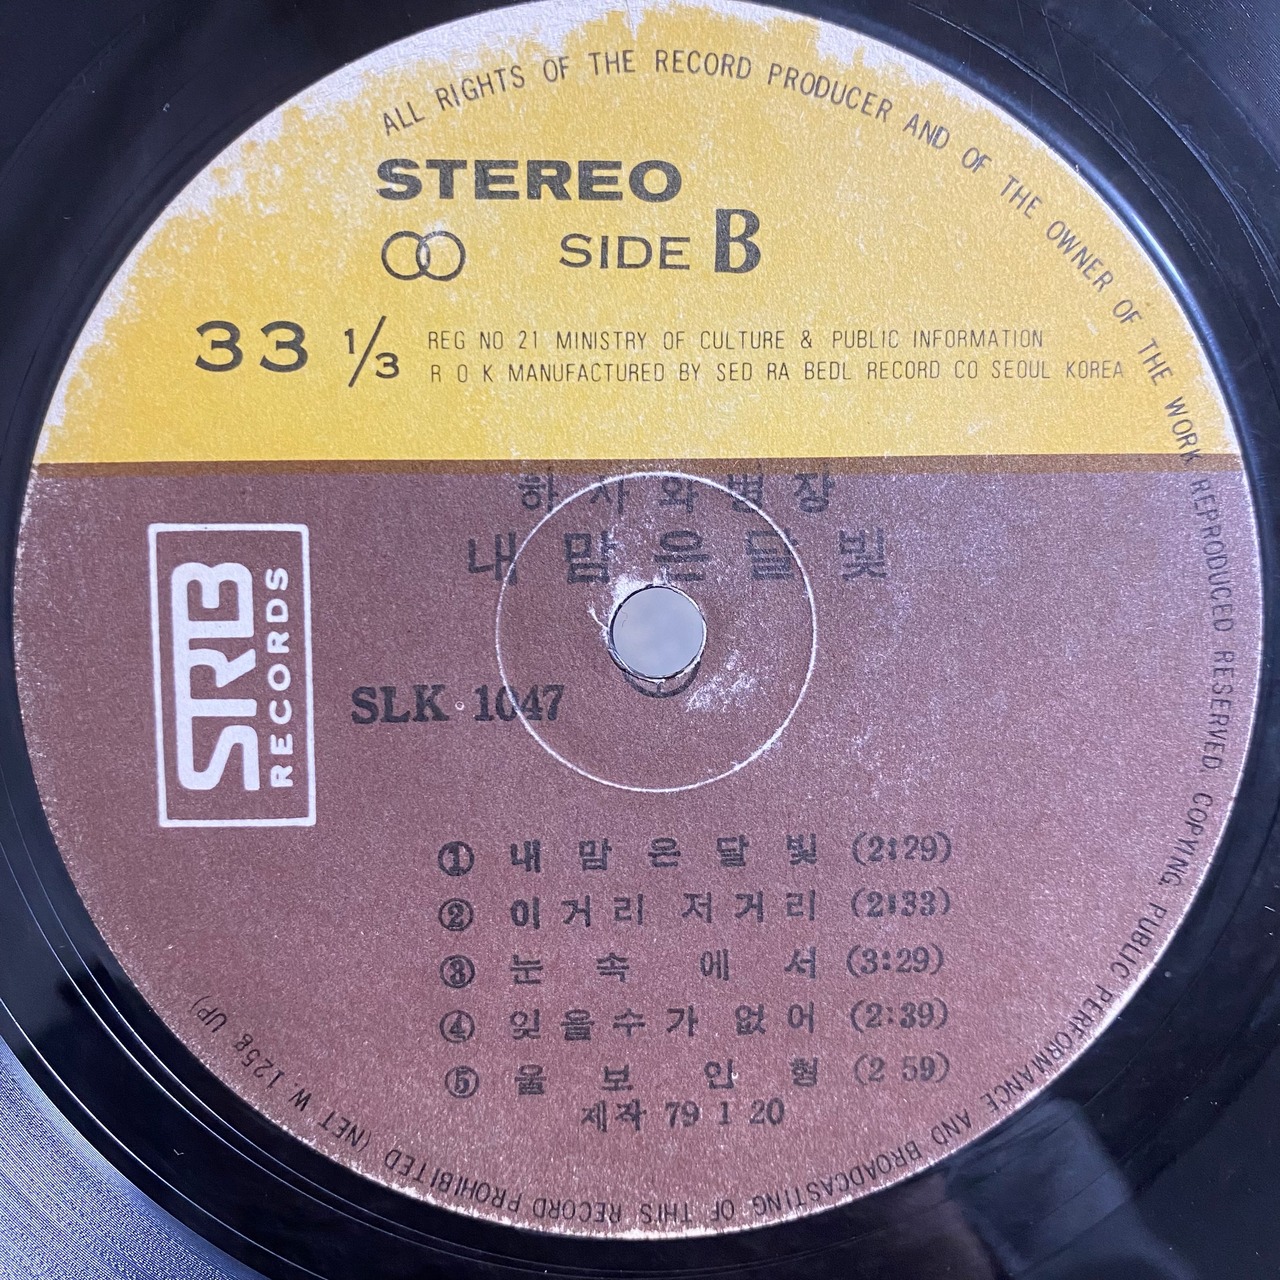 ALL RIGHTS OF THE RECORD PRODUCER AND OF THE OWNER OF THE WORK REPRODUCED RESERVED. COPYING, PUBLIC PERFORMANCE AND BROADCASTING OF THIS RECORD PROHIBITED (NET W 125g UP)
STEREO
SIDE B
33 1/3
REG NO 21 MINISTRY OF CULTURE & PUBLIC INFORMATION
R O K MANUFACTURED BY SED RA BEDL RECORD CO SEOUL KOREA
하사와병장
내맘은달빛
SRB
RECORDS
SLK 1047
① 내맘은달빛 (2:29)
② 이거리 저거리 (2:33)
③ 눈속에서 (3:29)
④ 잊을수가 없어 (2:39)
⑤ 울보인형 (2 59)
제작 79 1 20